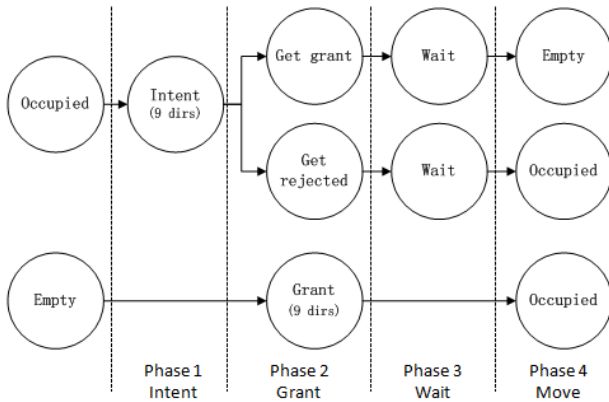 Get grant
Wait
Empty
Occupied
Intent
(9 dirs)
Get
rejected
Wait
Occupied
Empty
Grant
(9 dirs)
Occupied
Phase 1
Intent
Phase 2
Grant
Phase 3
Wait
Phase 4
Move